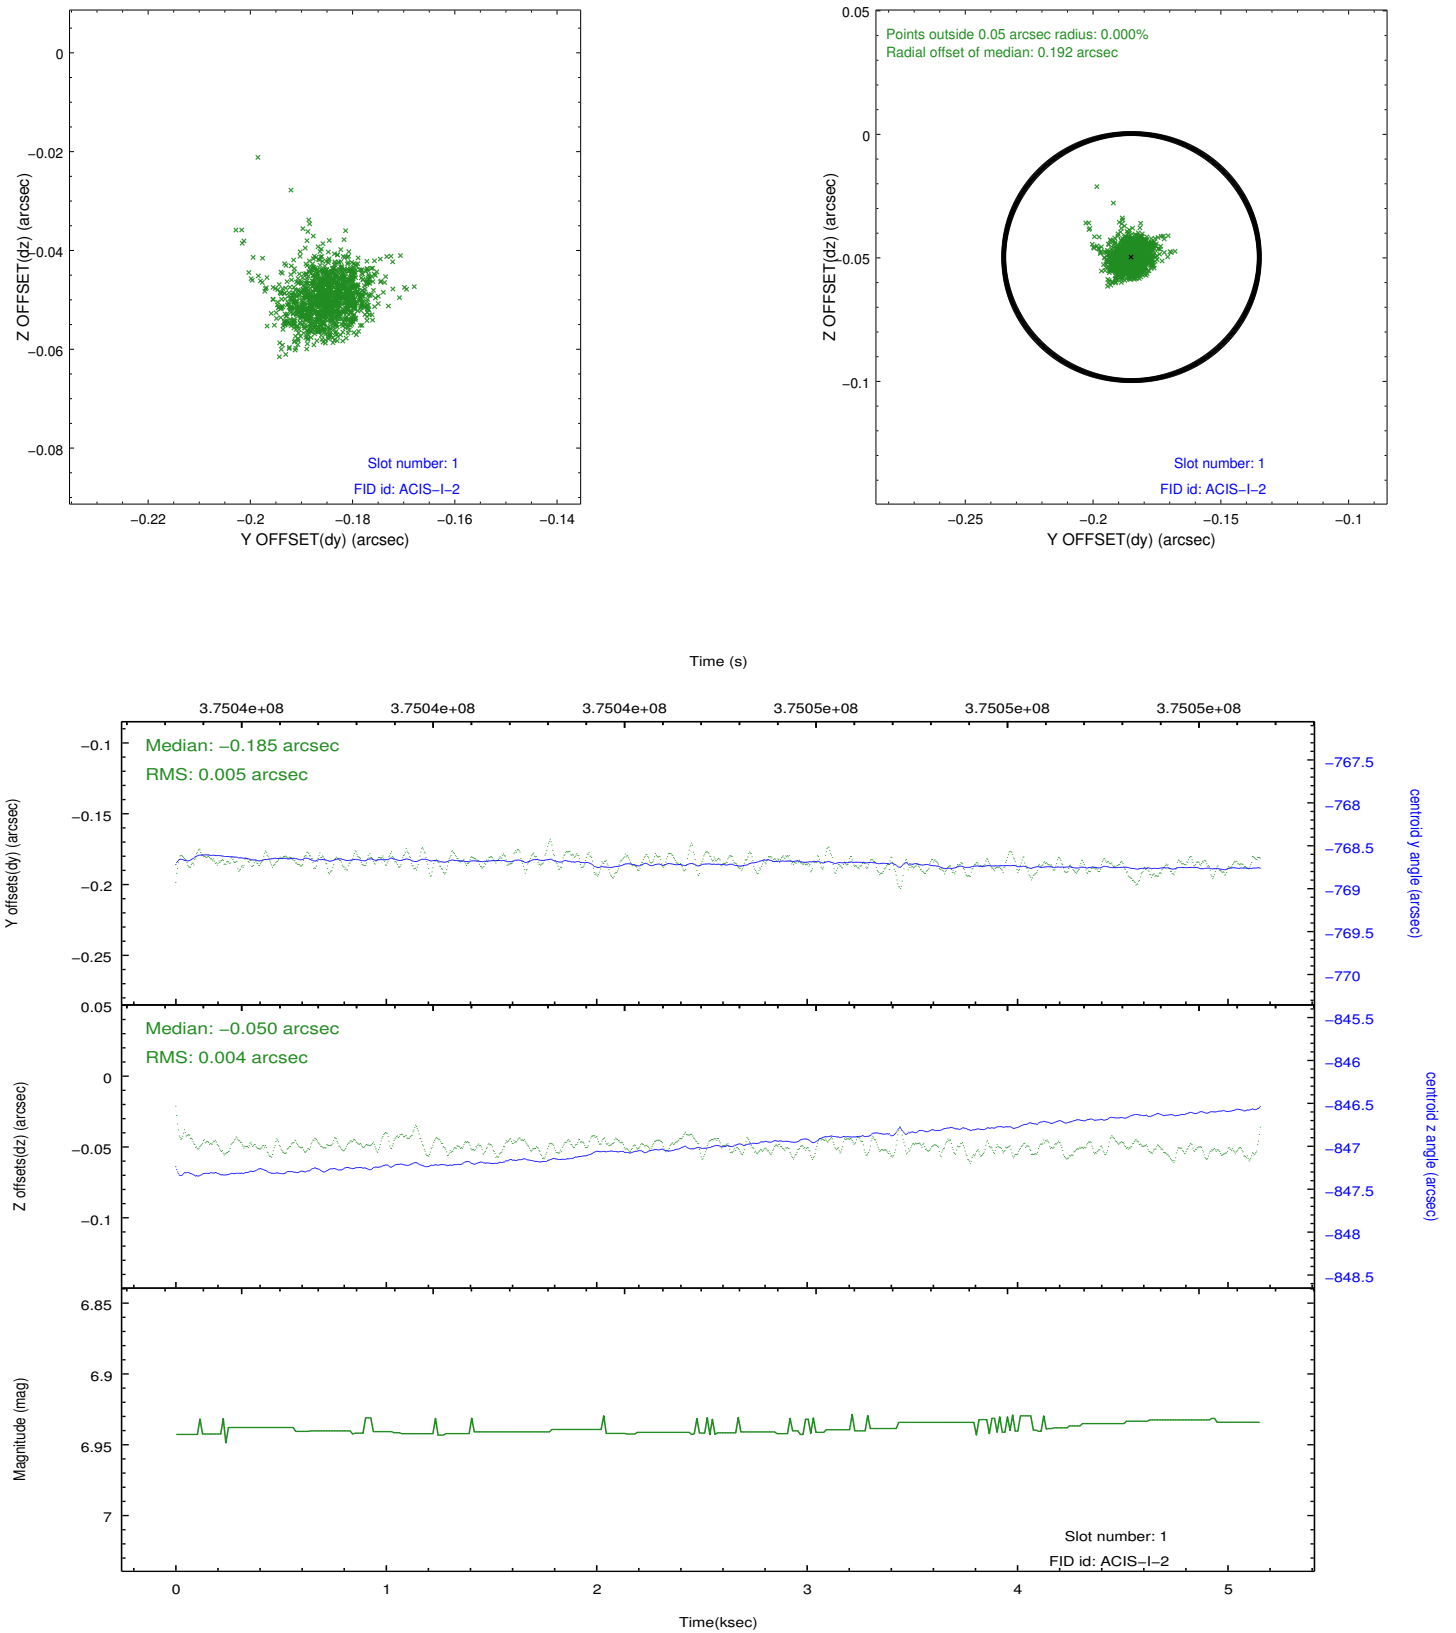 0
−0.02
−0.04
−0.06
−0.08
Z OFFSET(dz) (arcsec)
Slot number: 1
FID id: ACIS−I−2
−0.22
−0.2
−0.18
−0.16
−0.14
Y OFFSET(dy) (arcsec)
0.05
0
−0.05
−0.1
Z OFFSET(dz) (arcsec)
Points outside 0.05 arcsec radius: 0.000%
Radial offset of median: 0.192 arcsec
Slot number: 1
FID id: ACIS−I−2
−0.25
−0.2
−0.15
−0.1
Y OFFSET(dy) (arcsec)
Time (s)
3.7504e+08
3.7504e+08
3.7504e+08
3.7505e+08
3.7505e+08
3.7505e+08
Median: −0.185 arcsec
RMS: 0.005 arcsec
−0.1
−0.15
−0.2
−0.25
Y offsets(dy) (arcsec)
−767.5
−768
−768.5
−769
−769.5
−770
centroid y angle (arcsec)
Median: −0.050 arcsec
RMS: 0.004 arcsec
0.05
0
−0.05
−0.1
Z offsets(dz) (arcsec)
−845.5
−846
−846.5
−847
−847.5
−848
−848.5
centroid z angle (arcsec)
6.85
6.9
6.95
7
Magnitude (mag)
Slot number: 1
FID id: ACIS−I−2
0
1
2
3
4
5
Time(ksec)